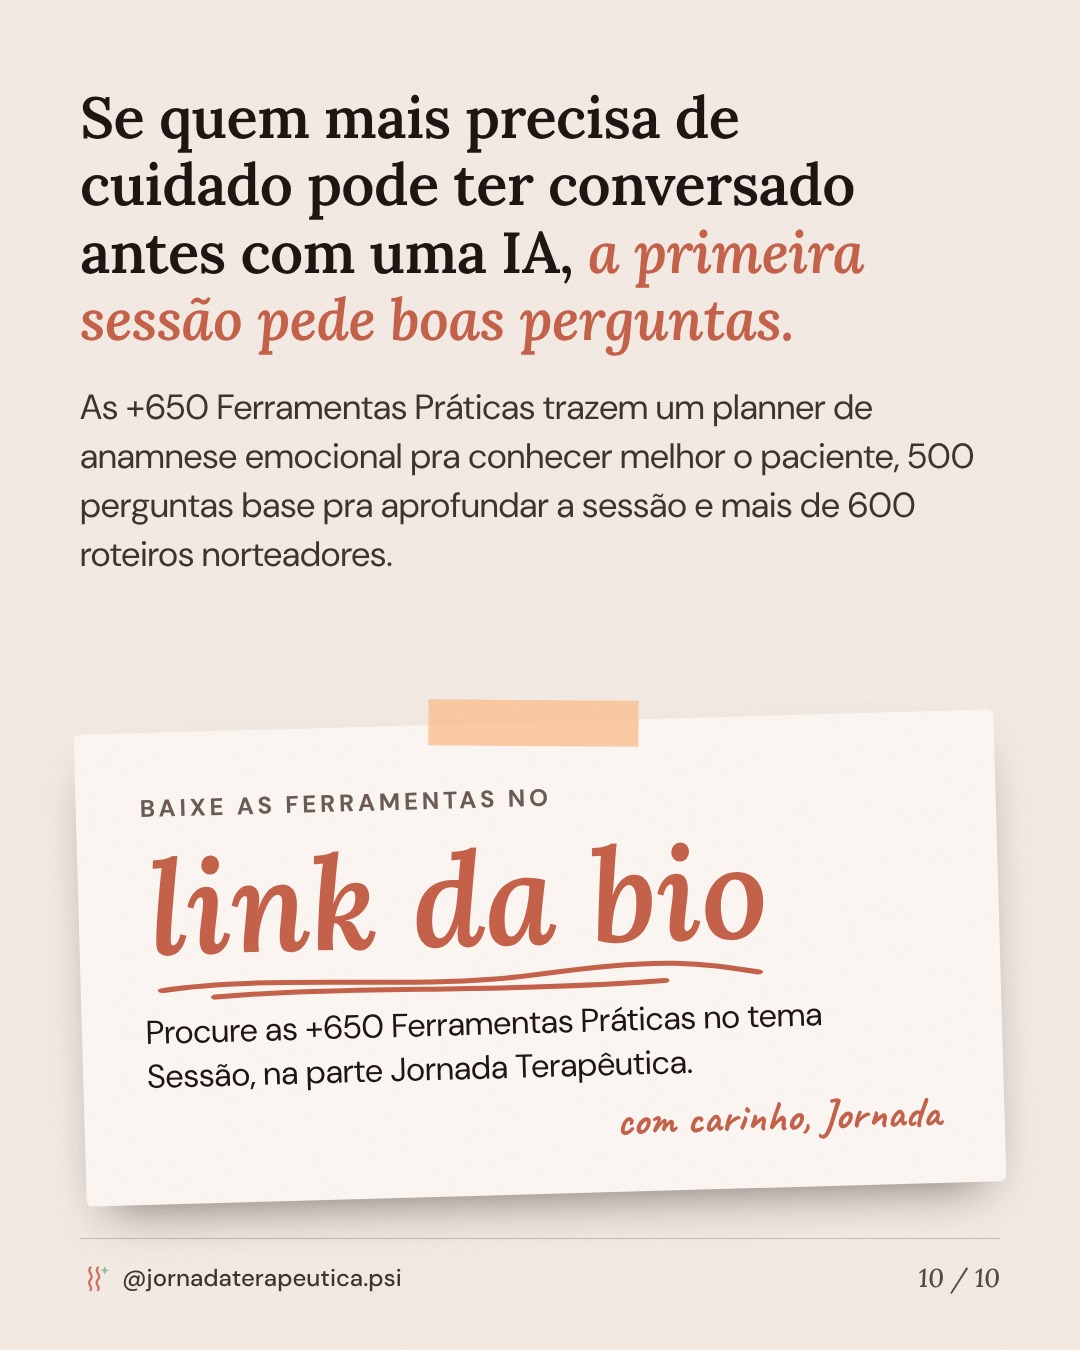 Se quem mais precisa de
cuidado pode ter conversado
antes com uma IA, a primeira
sessão pede boas perguntas.
As +650 Ferramentas Práticas trazem um planner de
anamnese emocional pra conhecer melhor o paciente, 500
perguntas base pra aprofundar a sessão e mais de 600
roteiros norteadores.
BAIXE AS FERRAMENTAS NO
link da bio
Procure as +650 Ferramentas Práticas no tema
Sessão, na parte Jornada Terapêutica.
com carinho, Jornada
@jornadaterapeutica.psi
10 / 10